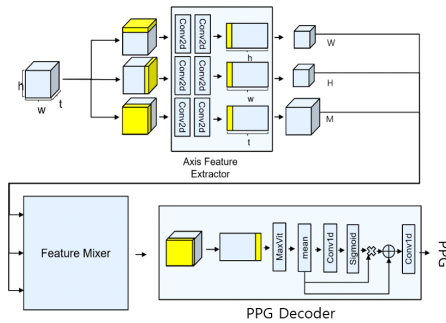 h
w
t
Conv2d
Conv2d
h
W
Conv2d
Conv2d
w
H
Conv2d
Conv2d
t
M
Axis Feature
Extractor
Feature Mixer
MaxVit
mean
Conv1d
Sigmoid
Conv1d
PPG
PPG Decoder